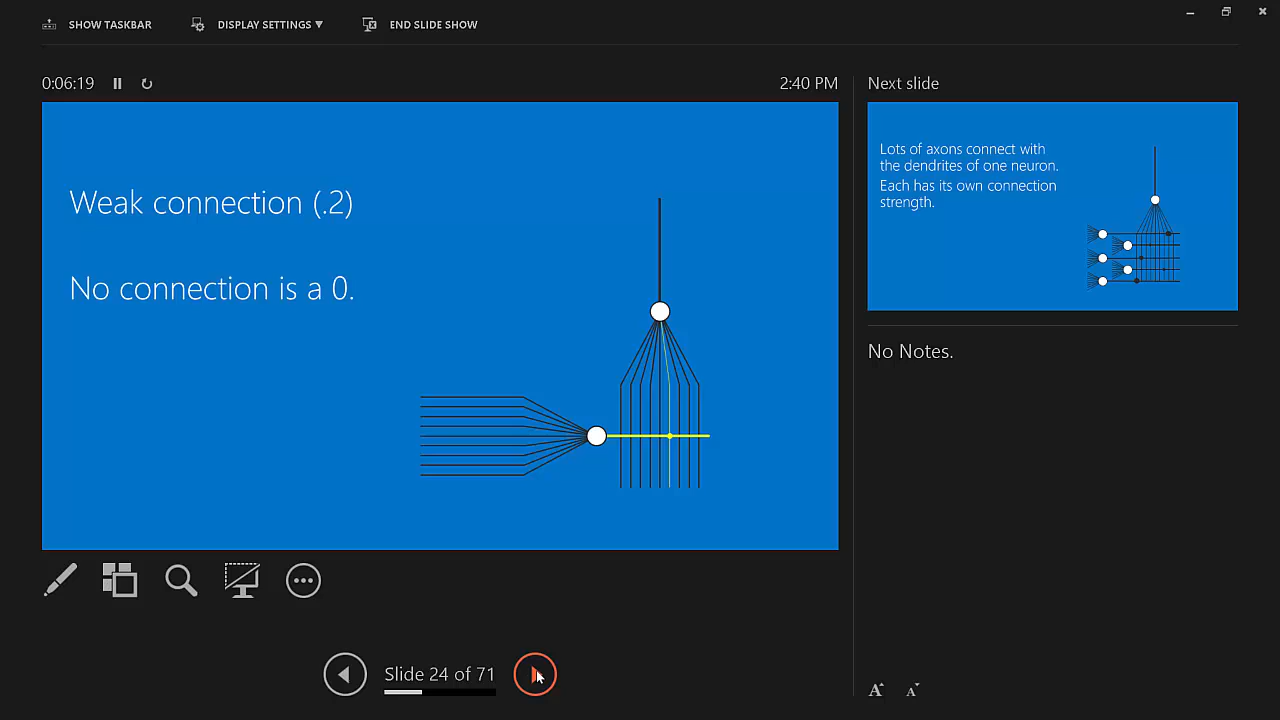 SHOW TASKBAR
DISPLAY SETTINGS ▼
END SLIDE SHOW
0:06:19
2:40 PM
Next slide
Weak connection (.2)
No connection is a 0.
Lots of axons connect with
the dendrites of one neuron.
Each has its own connection
strength.
No Notes.
Slide 24 of 71
A A